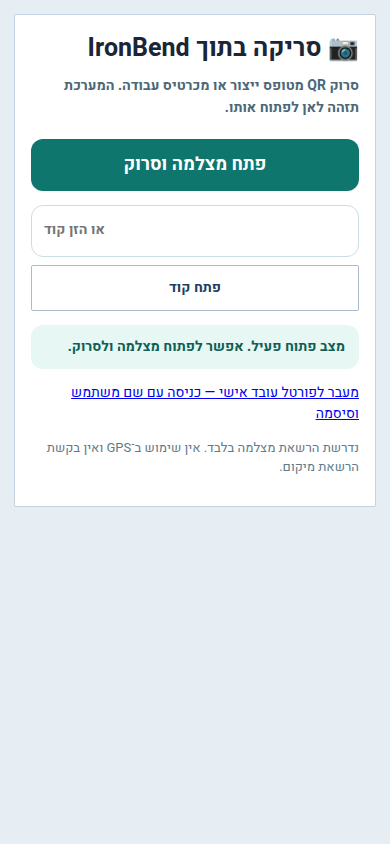 📷 סריקה בתוך IronBend
סרוק QR מטופס ייצור או מכרטיס עבודה. המערכת
תזהה לאן לפתוח אותו.
פתח מצלמה וסרוק
או הזן קוד
פתח קוד
מצב פתוח פעיל. אפשר לפתוח מצלמה ולסרוק.
מעבר לפורטל עובד אישי — כניסה עם שם משתמש
וסיסמה
נדרשת הרשאת מצלמה בלבד. אין שימוש ב־GPS ואין בקשת
הרשאת מיקום.